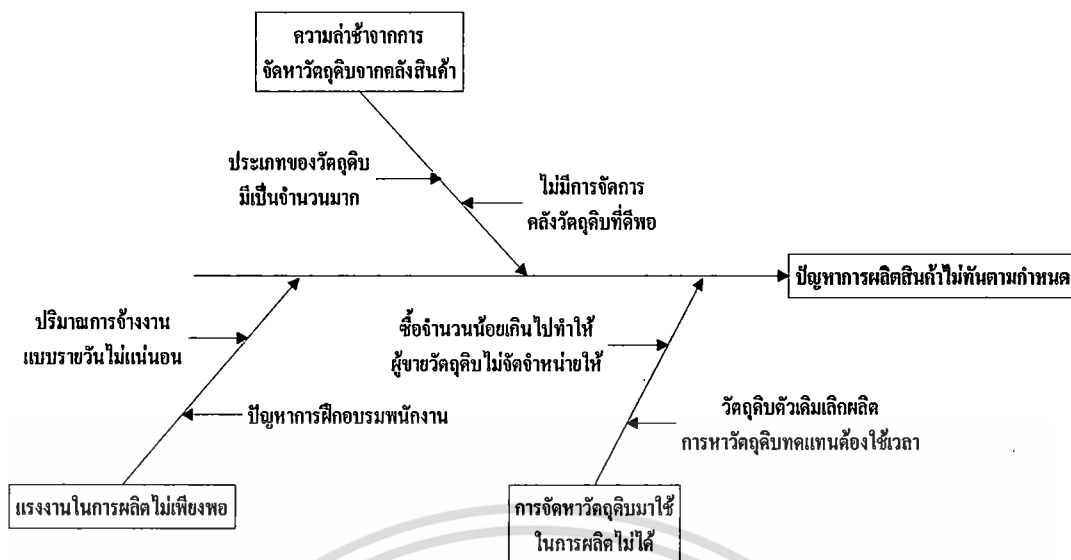 ความล่าช้าจากการ
จัดหาวัตถุดิบจากคลังสินค้า
ประเภทของวัตถุดิบ
มีเป็นจำนวนมาก
ไม่มีการจัดการ
คลังวัตถุดิบที่ดีพอ
ปัญหาการผลิตสินค้าไม่ทันตามกำหนด
ปริมาณการจ้างงาน
แบบรายวันไม่แน่นอน
ซื้อจำนวนน้อยเกินไปทำให้
ผู้ขายวัตถุดิบไม่จัดจำหน่ายให้
ปัญหาการฝึกอบรมพนักงาน
วัตถุดิบตัวเดิมเลิกผลิต
การหาวัตถุดิบทดแทนต้องใช้เวลา
แรงงานในการผลิตไม่เพียงพอ
การจัดหาวัตถุดิบมาใช้
ในการผลิตไม่ได้